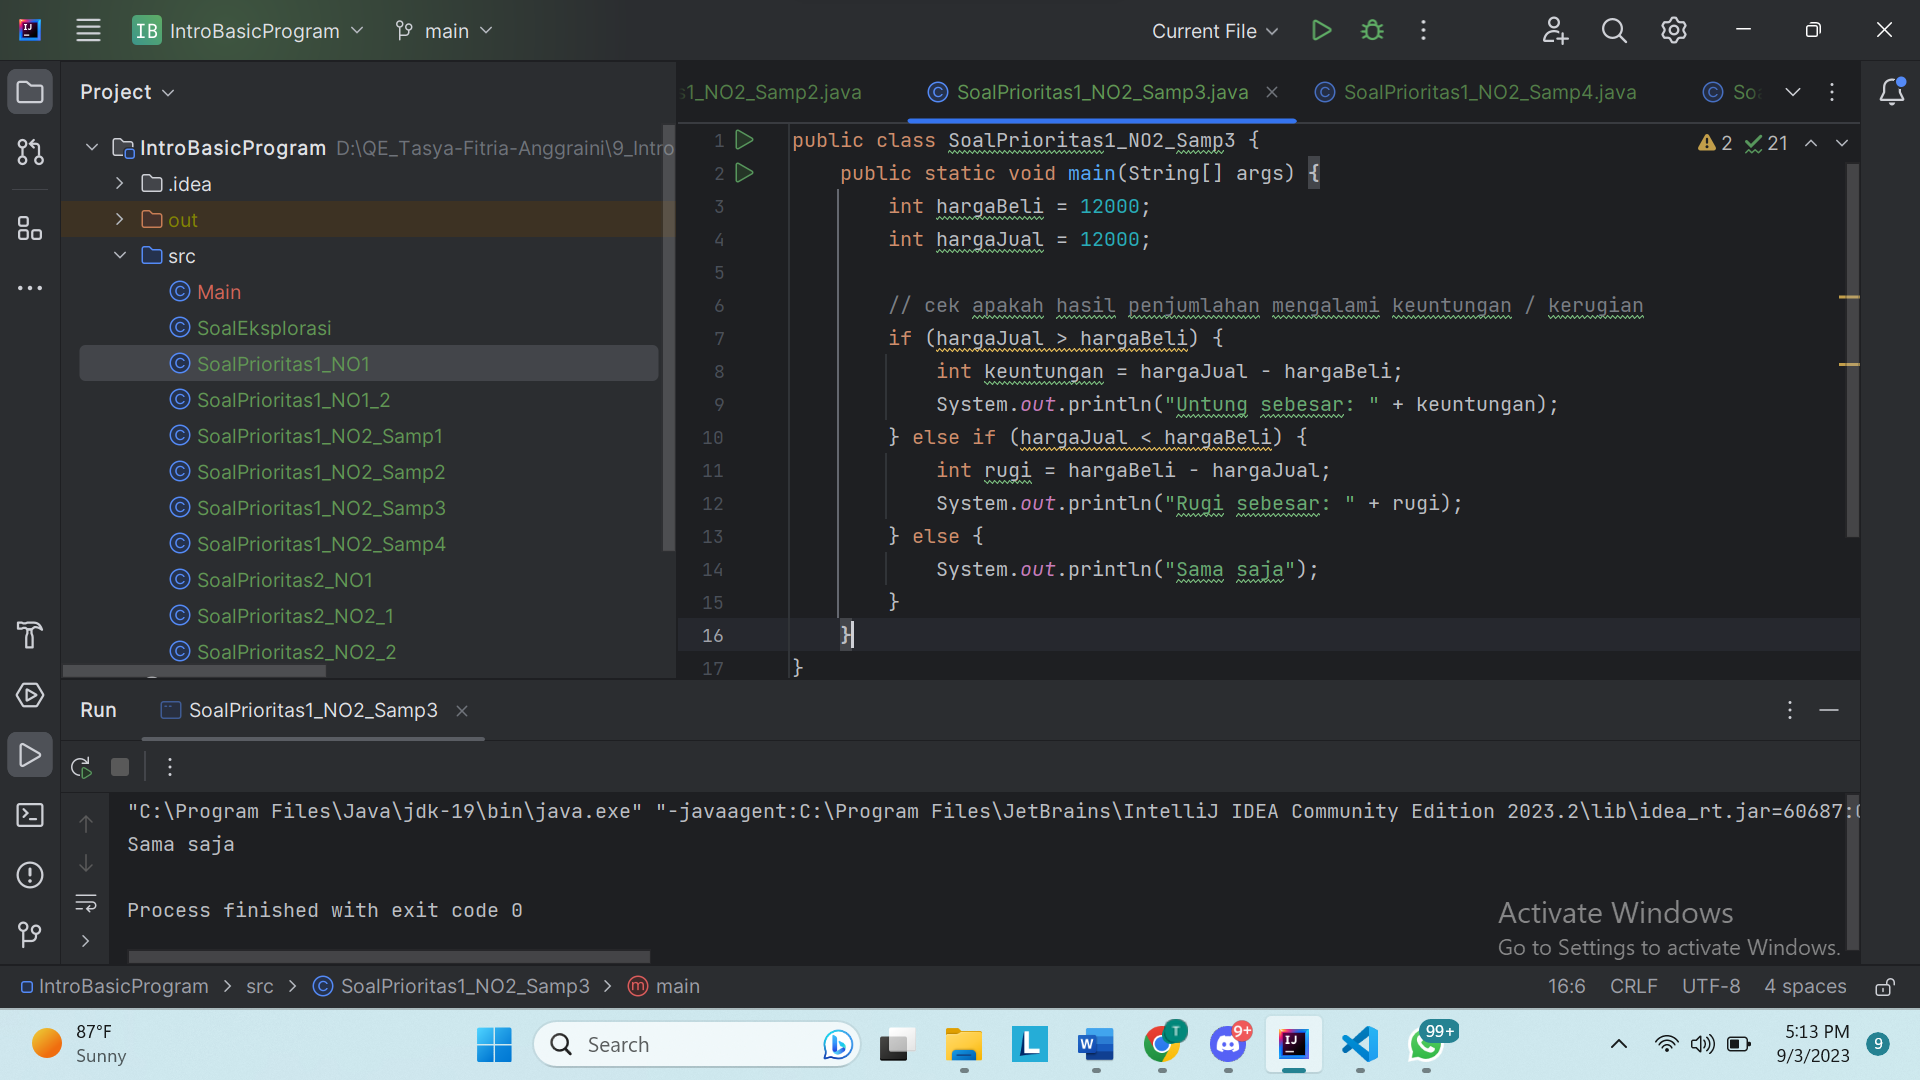 IB IntroBasicProgram main Current File
Project
IntroBasicProgram D:\QE_Tasya-Fitria-Anggraini\9_Intro
.idea
out
src
Main
SoalEksplorasi
SoalPrioritas1_NO1
SoalPrioritas1_NO1_2
SoalPrioritas1_NO2_Samp1
SoalPrioritas1_NO2_Samp2
SoalPrioritas1_NO2_Samp3
SoalPrioritas1_NO2_Samp4
SoalPrioritas2_NO1
SoalPrioritas2_NO2_1
SoalPrioritas2_NO2_2
s1_NO2_Samp2.java SoalPrioritas1_NO2_Samp3.java SoalPrioritas1_NO2_Samp4.java So
2 21
1 public class SoalPrioritas1_NO2_Samp3 {
2 public static void main(String[] args) {
3 int hargaBeli = 12000;
4 int hargaJual = 12000;
5
6 // cek apakah hasil penjumlahan mengalami keuntungan / kerugian
7 if (hargaJual > hargaBeli) {
8 int keuntungan = hargaJual - hargaBeli;
9 System.out.println("Untung sebesar: " + keuntungan);
10 } else if (hargaJual < hargaBeli) {
11 int rugi = hargaBeli - hargaJual;
12 System.out.println("Rugi sebesar: " + rugi);
13 } else {
14 System.out.println("Sama saja");
15 }
16 }
17 }
Run SoalPrioritas1_NO2_Samp3
"C:\Program Files\Java\jdk-19\bin\java.exe" "-javaagent:C:\Program Files\JetBrains\IntelliJ IDEA Community Edition 2023.2\lib\idea_rt.jar=60687:
Sama saja
Process finished with exit code 0
Activate Windows
Go to Settings to activate Windows.
IntroBasicProgram > src > SoalPrioritas1_NO2_Samp3 > main 16:6 CRLF UTF-8 4 spaces
87°F
Sunny
Search
T
9+
99+
5:13 PM
9/3/2023
9